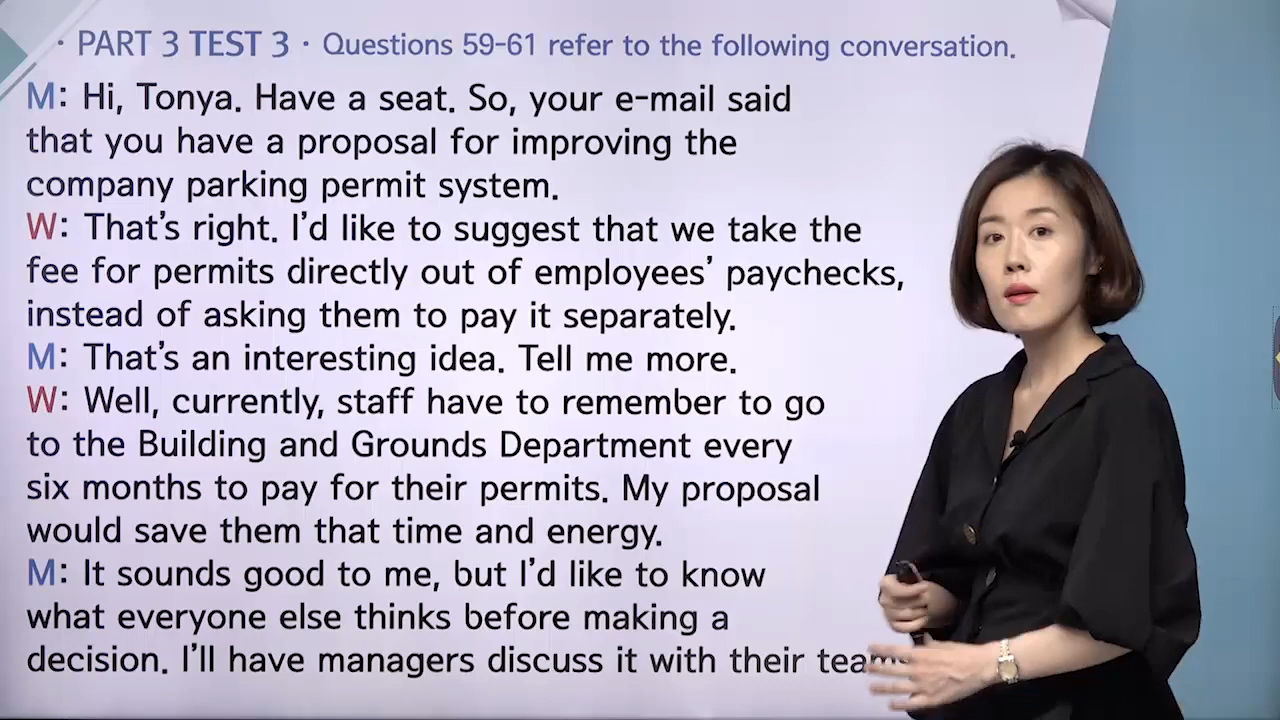 · PART 3 TEST 3 · Questions 59-61 refer to the following conversation.
M: Hi, Tonya. Have a seat. So, your e-mail said
that you have a proposal for improving the
company parking permit system.
W: That's right. I'd like to suggest that we take the
fee for permits directly out of employees' paychecks,
instead of asking them to pay it separately.
M: That's an interesting idea. Tell me more.
W: Well, currently, staff have to remember to go
to the Building and Grounds Department every
six months to pay for their permits. My proposal
would save them that time and energy.
M: It sounds good to me, but I'd like to know
what everyone else thinks before making a
decision. I'll have managers discuss it with their